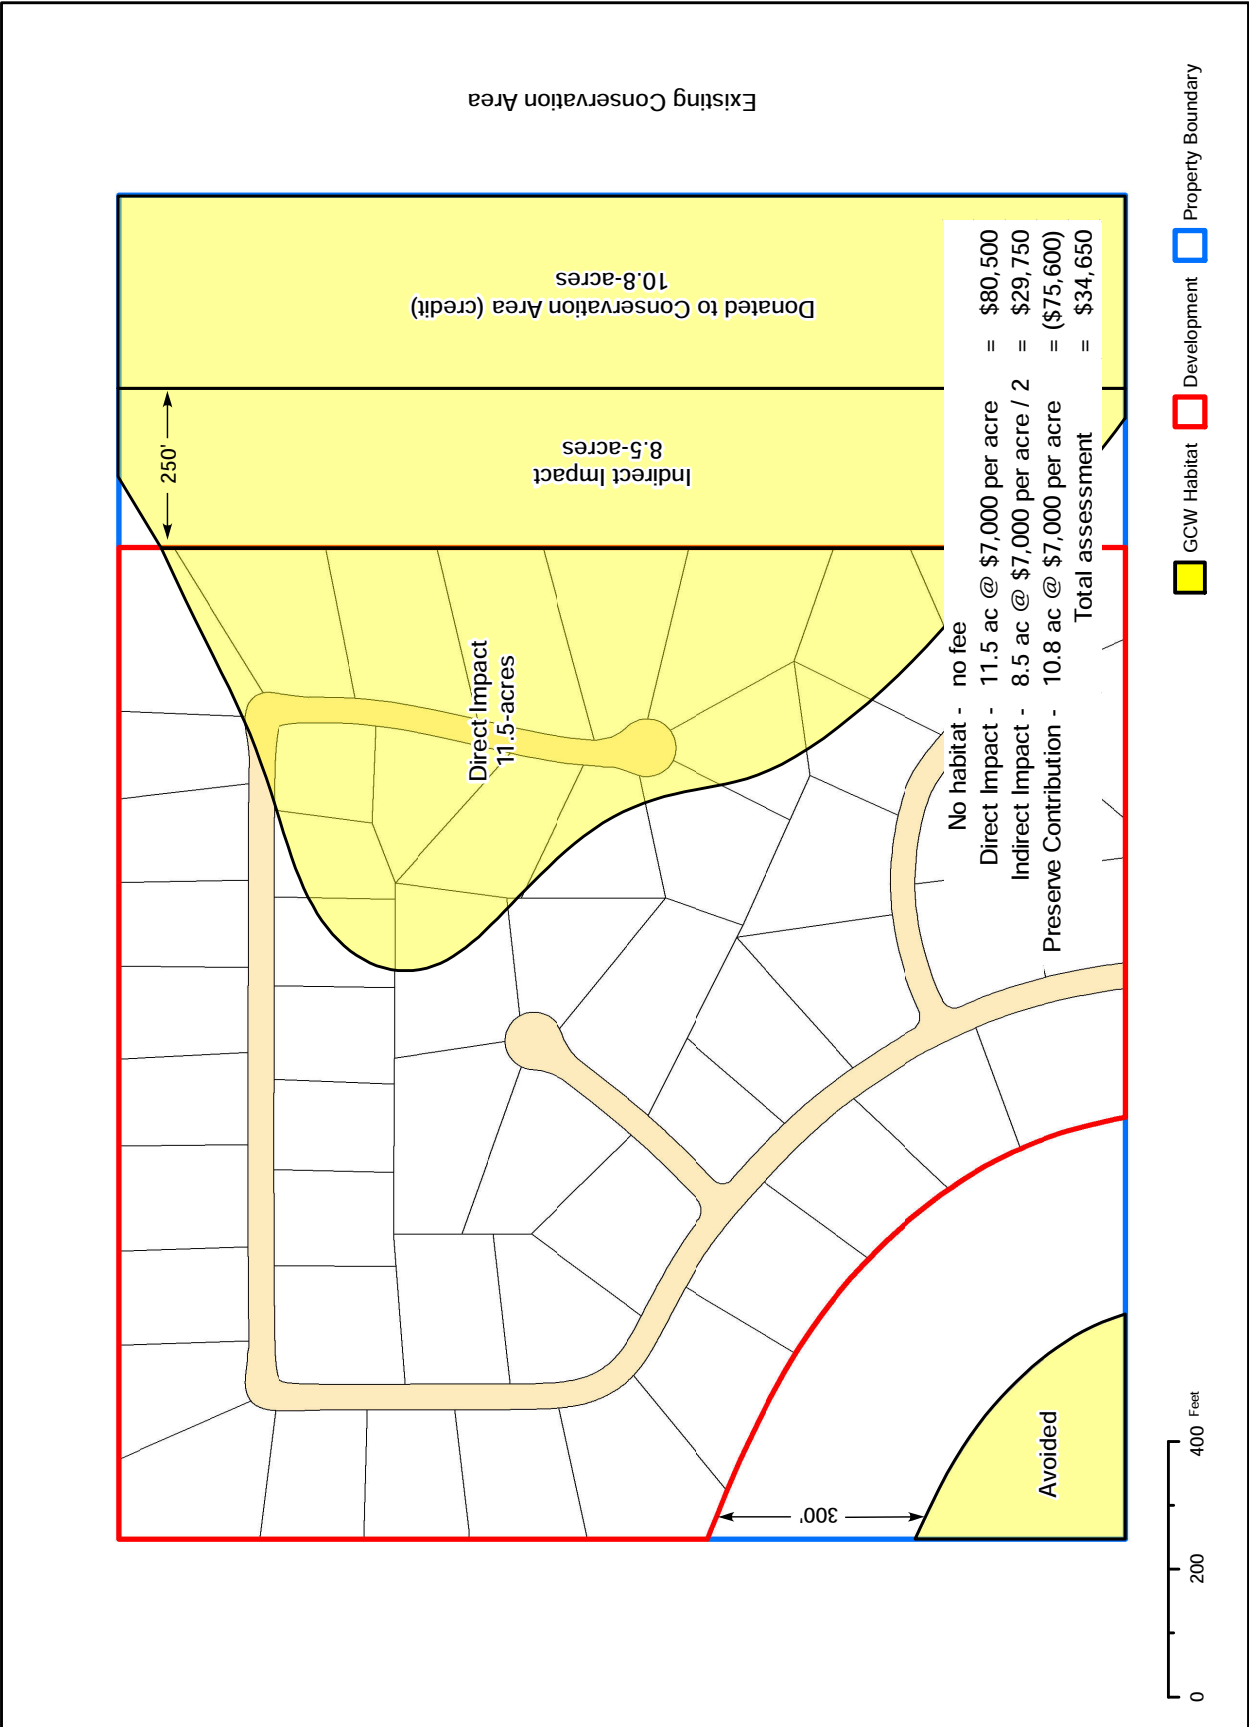 Existing Conservation Area
Donated to Conservation Area (credit)
10.8-acres
Indirect Impact
8.5-acres
250'
Direct Impact
11.5-acres
No habitat - no fee
Direct Impact - 11.5 ac @ $7,000 per acre = $80,500
Indirect Impact - 8.5 ac @ $7,000 per acre / 2 = $29,750
Preserve Contribution - 10.8 ac @ $7,000 per acre = ($75,600)
Total assessment = $34,650
300'
Avoided
0 200 400 Feet
GCW Habitat Development Property Boundary